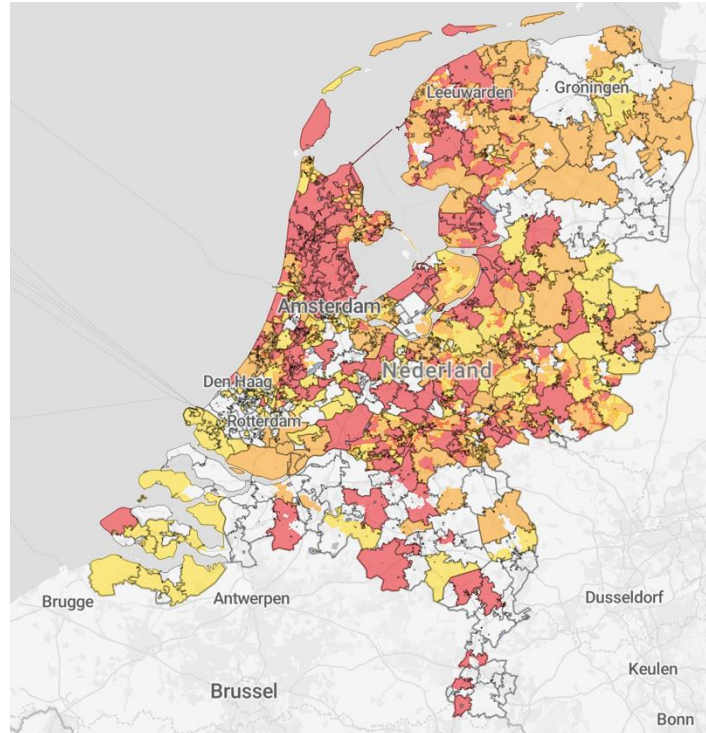 Leeuwarden
Groningen
Amsterdam
Nederland
Den Haag
Rotterdam
Brugge
Antwerpen
Dusseldorf
Brussel
Keulen
Bonn